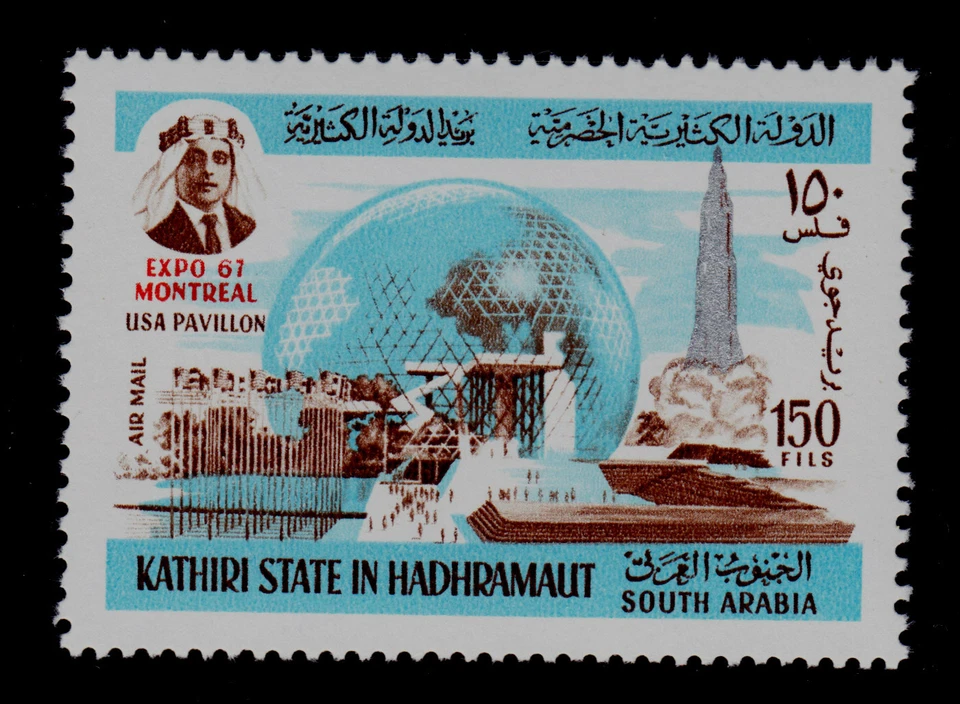 الدولة الكثيرية الحضرمية
بريد الدولة الكثيرية
١٥٠
فلس
بريد جوي
EXPO 67
MONTREAL
USA PAVILLON
AIR MAIL
150
FILS
KATHIRI STATE IN HADHRAMAUT
الجنوب العربي
SOUTH ARABIA